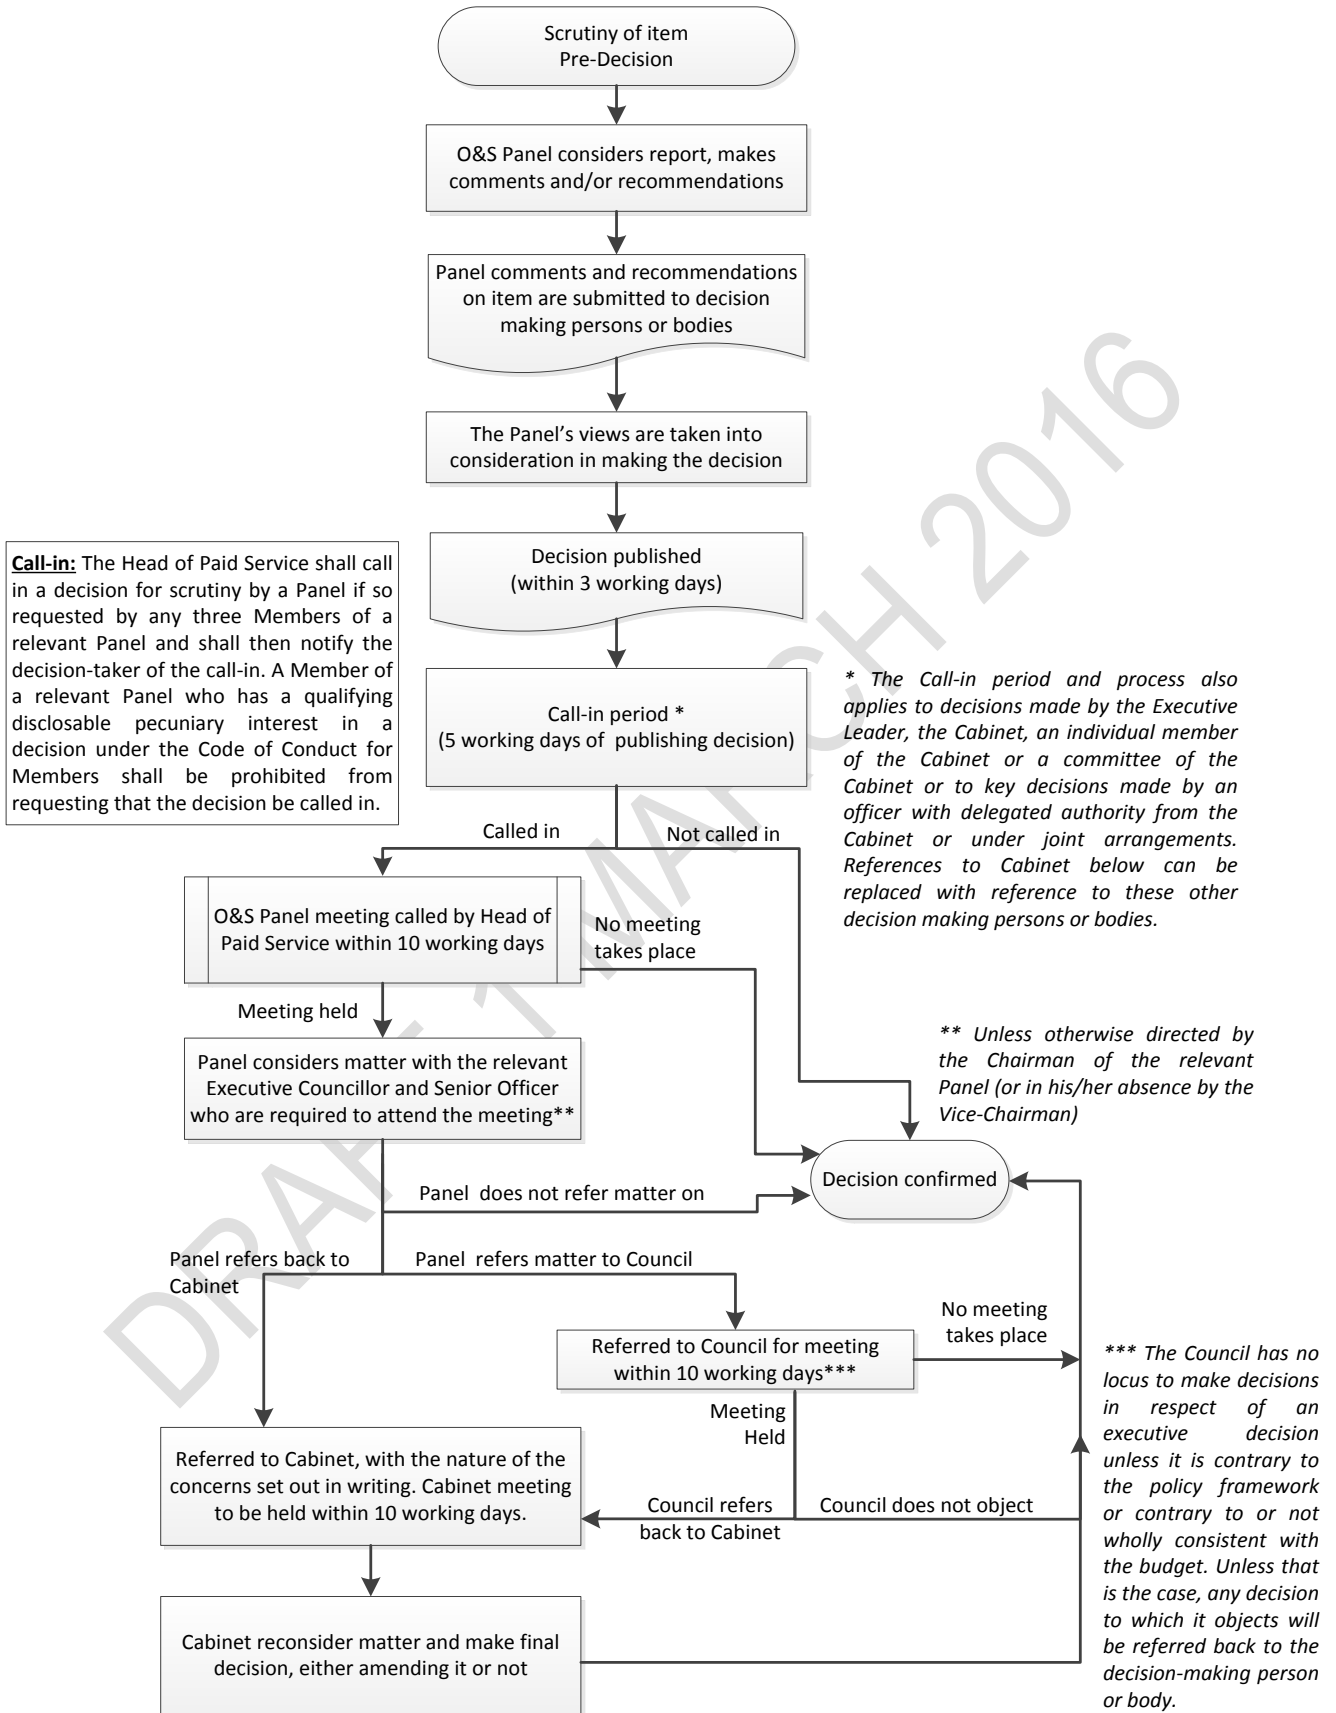 Scrutiny of item
Pre-Decision
O&S Panel considers report, makes
comments and/or recommendations
Panel comments and recommendations
on item are submitted to decision
making persons or bodies
The Panel’s views are taken into
consideration in making the decision
Decision published
(within 3 working days)
Call-in: The Head of Paid Service shall call
in a decision for scrutiny by a Panel if so
requested by any three Members of a
relevant Panel and shall then notify the
decision-taker of the call-in. A Member of
a relevant Panel who has a qualifying
disclosable pecuniary interest in a
decision under the Code of Conduct for
Members shall be prohibited from
requesting that the decision be called in.
Call-in period *
(5 working days of publishing decision)
* The Call-in period and process also
applies to decisions made by the Executive
Leader, the Cabinet, an individual member
of the Cabinet or a committee of the
Cabinet or to key decisions made by an
officer with delegated authority from the
Cabinet or under joint arrangements.
References to Cabinet below can be
replaced with reference to these other
decision making persons or bodies.
Called in
Not called in
O&S Panel meeting called by Head of
Paid Service within 10 working days
No meeting
takes place
Meeting held
Panel considers matter with the relevant
Executive Councillor and Senior Officer
who are required to attend the meeting**
** Unless otherwise directed by
the Chairman of the relevant
Panel (or in his/her absence by the
Vice-Chairman)
Decision confirmed
Panel does not refer matter on
Panel refers back to
Cabinet
Panel refers matter to Council
Referred to Council for meeting
within 10 working days***
No meeting
takes place
Meeting
Held
*** The Council has no
locus to make decisions
in respect of an
executive decision
unless it is contrary to
the policy framework
or contrary to or not
wholly consistent with
the budget. Unless that
is the case, any decision
to which it objects will
be referred back to the
decision-making person
or body.
Referred to Cabinet, with the nature of the
concerns set out in writing. Cabinet meeting
to be held within 10 working days.
Council refers
back to Cabinet
Council does not object
Cabinet reconsider matter and make final
decision, either amending it or not
DRAFT 1 MARCH 2016